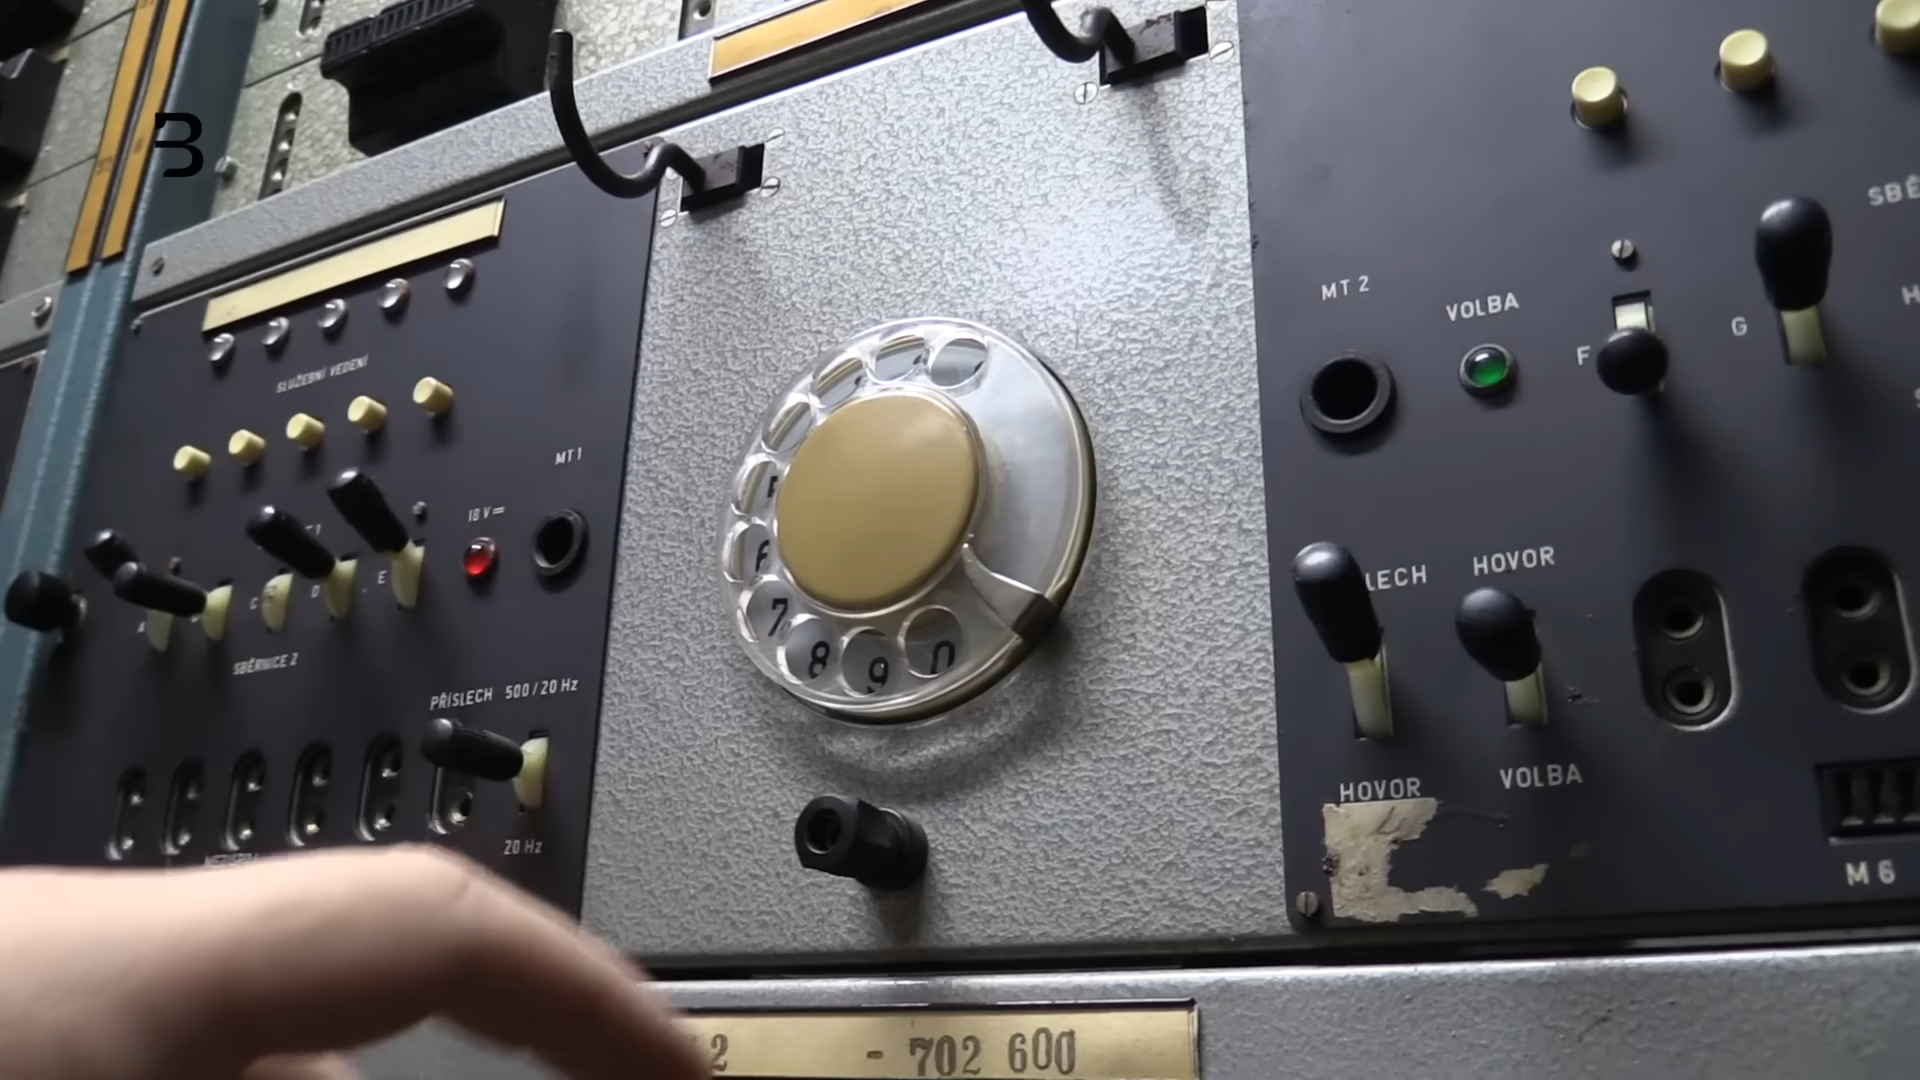 B
SLUŽEBNÍ VEDENÍ
MT 1
18 V=
C
D
E
SBĚRNICE 2
PŘÍSLECH 500/20 Hz
20 Hz
7
8
9
0
MT 2
VOLBA
F
G
HOVOR
HOVOR
VOLBA
M 6
2 - 702 600